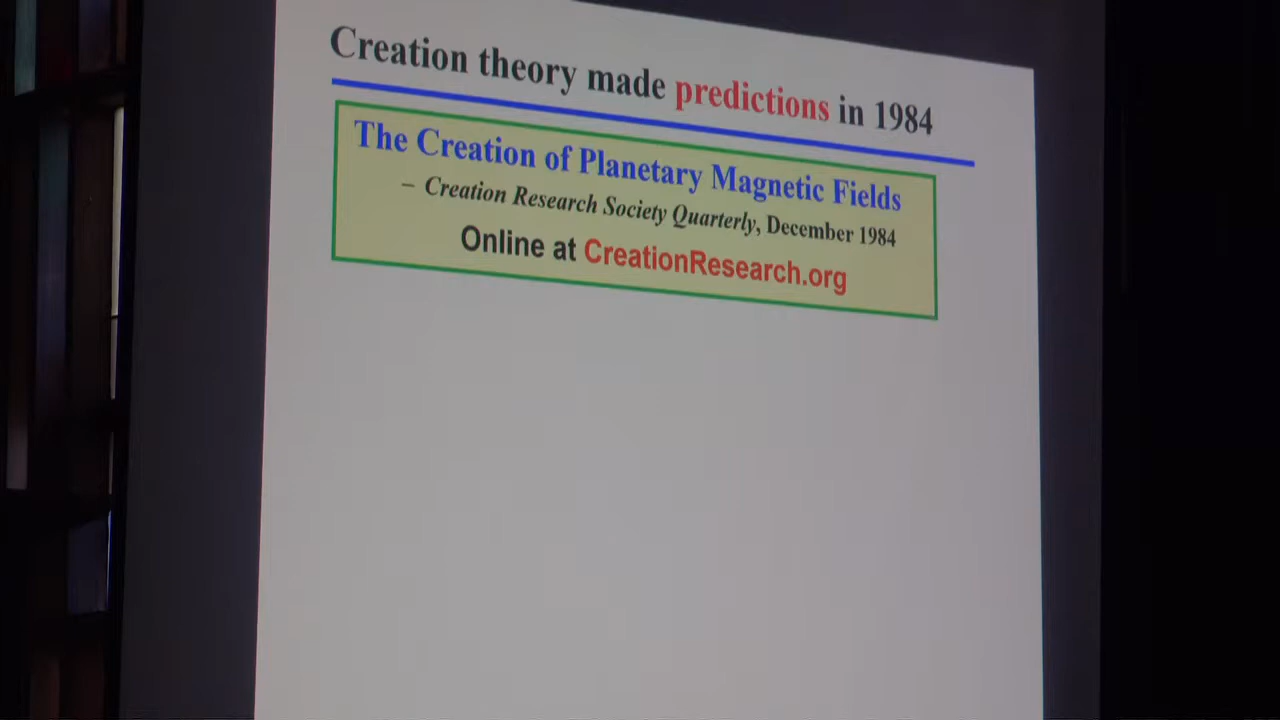 Creation theory made predictions in 1984
The Creation of Planetary Magnetic Fields
– Creation Research Society Quarterly, December 1984
Online at CreationResearch.org